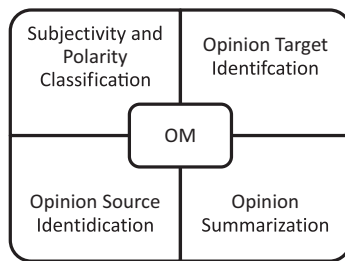 Subjectivity and
Polarity
Classification
Opinion Target
Identifcation
OM
Opinion Source
Identidication
Opinion
Summarization